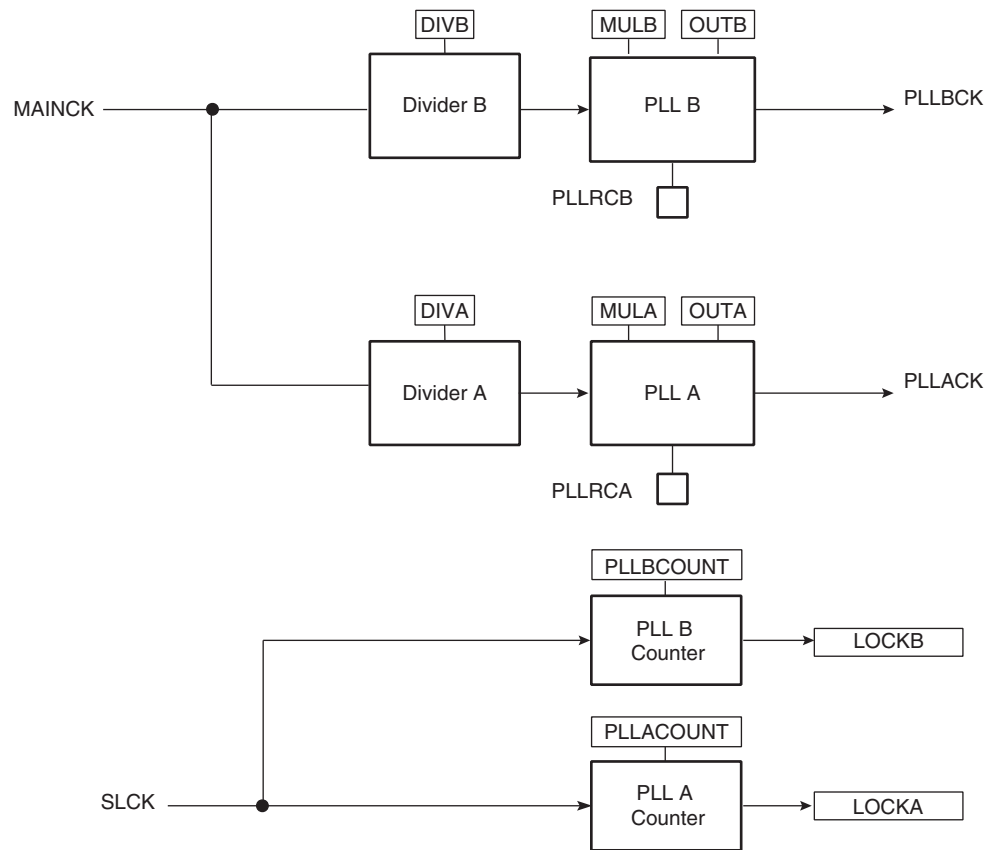 DIVB
MULB
OUTB
MAINCK
Divider B
PLL B
PLLBCK
PLLRCB
DIVA
MULA
OUTA
Divider A
PLL A
PLLACK
PLLRCA
PLLBCOUNT
PLL B
Counter
LOCKB
PLLACOUNT
SLCK
PLL A
Counter
LOCKA